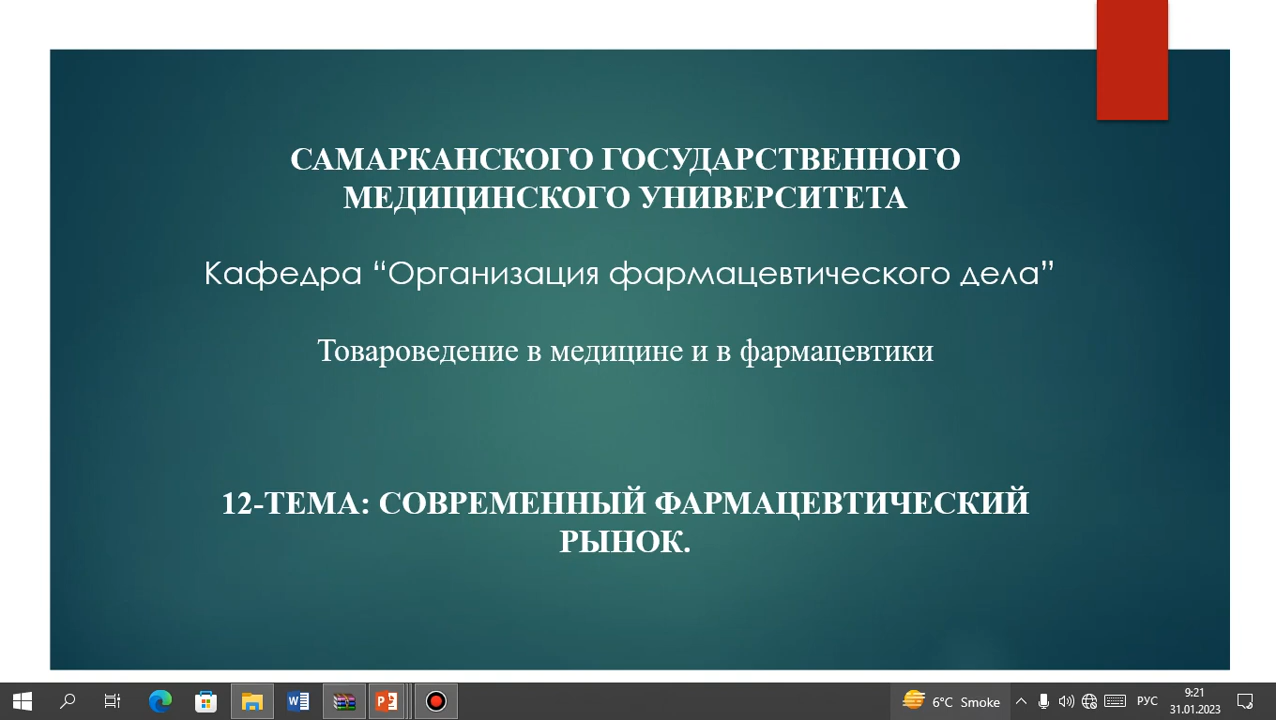 САМАРКАНСКОГО ГОСУДАРСТВЕННОГО
МЕДИЦИНСКОГО УНИВЕРСИТЕТА
Кафедра “Организация фармацевтического дела”
Товароведение в медицине и в фармацевтики
12-ТЕМА: СОВРЕМЕННЫЙ ФАРМАЦЕВТИЧЕСКИЙ
РЫНОК.
6°C Smoke
РУС
9:21
31.01.2023